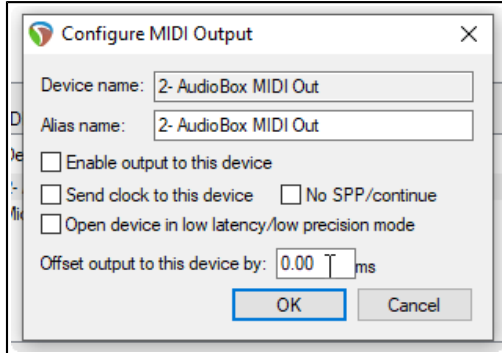 Configure MIDI Output
Device name: 2- AudioBox MIDI Out
Alias name: 2- AudioBox MIDI Out
Enable output to this device
Send clock to this device No SPP/continue
Open device in low latency/low precision mode
Offset output to this device by: 0.00 ms
OK Cancel